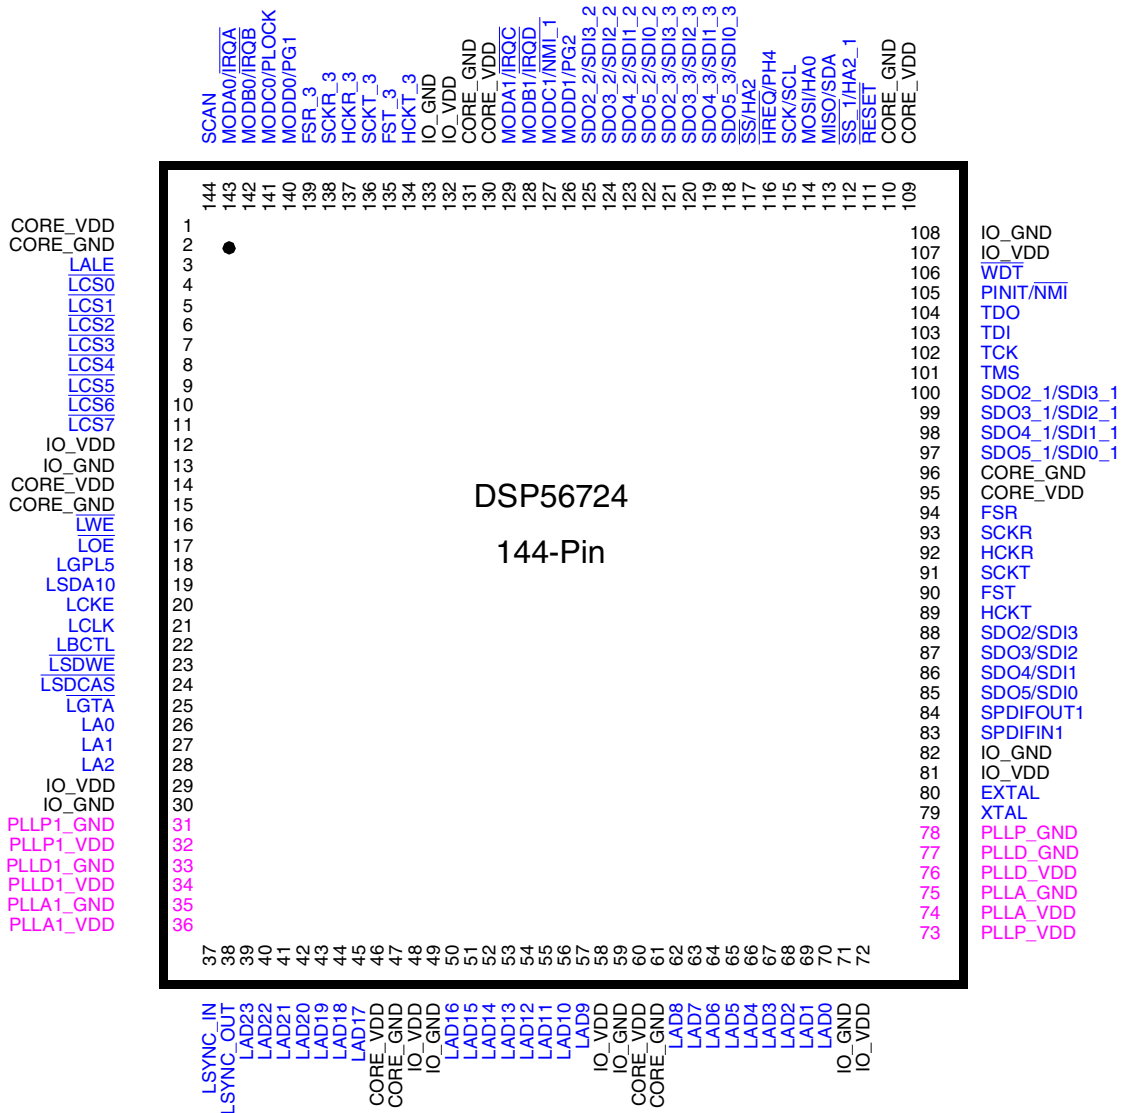 SCAN
MODA0/IRQA
MODB0/IRQB
MODC0/PLOCK
MODD0/PG1
FSR_3
SCKR_3
HCKR_3
SCKT_3
FST_3
HCKT_3
IO_GND
IO_VDD
CORE_GND
CORE_VDD
MODA1/IRQC
MODB1/IRQD
MODC1/NMI_1
MODD1/PG2
SDO2_2/SDI3_2
SDO3_2/SDI2_2
SDO4_2/SDI1_2
SDO5_2/SDI0_2
SDO2_3/SDI3_3
SDO3_3/SDI2_3
SDO4_3/SDI1_3
SDO5_3/SDI0_3
SS/HA2
HREQ/PH4
SCK/SCL
MOSI/HA0
MISO/SDA
SS_1/HA2_1
RESET
CORE_GND
CORE_VDD
144
143
142
141
140
139
138
137
136
135
134
133
132
131
130
129
128
127
126
125
124
123
122
121
120
119
118
117
116
115
114
113
112
111
110
109
CORE_VDD 1
CORE_GND 2
LALE 3
LCS0 4
LCS1 5
LCS2 6
LCS3 7
LCS4 8
LCS5 9
LCS6 10
LCS7 11
IO_VDD 12
IO_GND 13
CORE_VDD 14
CORE_GND 15
LWE 16
LOE 17
LGPL5 18
LSDA10 19
LCKE 20
LCLK 21
LBCTL 22
LSDWE 23
LSDCAS 24
LGTA 25
LA0 26
LA1 27
LA2 28
IO_VDD 29
IO_GND 30
PLLP1_GND 31
PLLP1_VDD 32
PLLD1_GND 33
PLLD1_VDD 34
PLLA1_GND 35
PLLA1_VDD 36
DSP56724
144-Pin
108 IO_GND
107 IO_VDD
106 WDT
105 PINIT/NMI
104 TDO
103 TDI
102 TCK
101 TMS
100 SDO2_1/SDI3_1
99 SDO3_1/SDI2_1
98 SDO4_1/SDI1_1
97 SDO5_1/SDI0_1
96 CORE_GND
95 CORE_VDD
94 FSR
93 SCKR
92 HCKR
91 SCKT
90 FST
89 HCKT
88 SDO2/SDI3
87 SDO3/SDI2
86 SDO4/SDI1
85 SDO5/SDI0
84 SPDIFOUT1
83 SPDIFIN1
82 IO_GND
81 IO_VDD
80 EXTAL
79 XTAL
78 PLLP_GND
77 PLLD_GND
76 PLLD_VDD
75 PLLA_GND
74 PLLA_VDD
73 PLLP_VDD
37
38
39
40
41
42
43
44
45
46
47
48
49
50
51
52
53
54
55
56
57
58
59
60
61
62
63
64
65
66
67
68
69
70
71
72
LSYNC_IN
LSYNC_OUT
LAD23
LAD22
LAD21
LAD20
LAD19
LAD18
LAD17
CORE_VDD
CORE_GND
IO_VDD
IO_GND
LAD16
LAD15
LAD14
LAD13
LAD12
LAD11
LAD10
LAD9
IO_VDD
IO_GND
CORE_VDD
CORE_GND
LAD8
LAD7
LAD6
LAD5
LAD4
LAD3
LAD2
LAD1
LAD0
IO_GND
IO_VDD